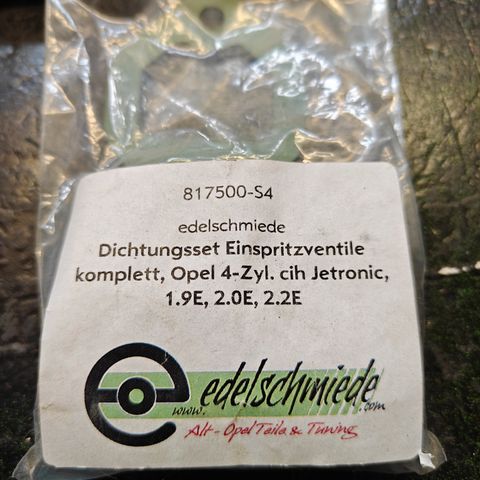 817500-S4
edelschmiede
Dichtungsset Einspritzventile
komplett, Opel 4-Zyl. cih Jetronic,
1.9E, 2.0E, 2.2E
e www.edelschmiede.com
Alt-Opel Teile & Tuning